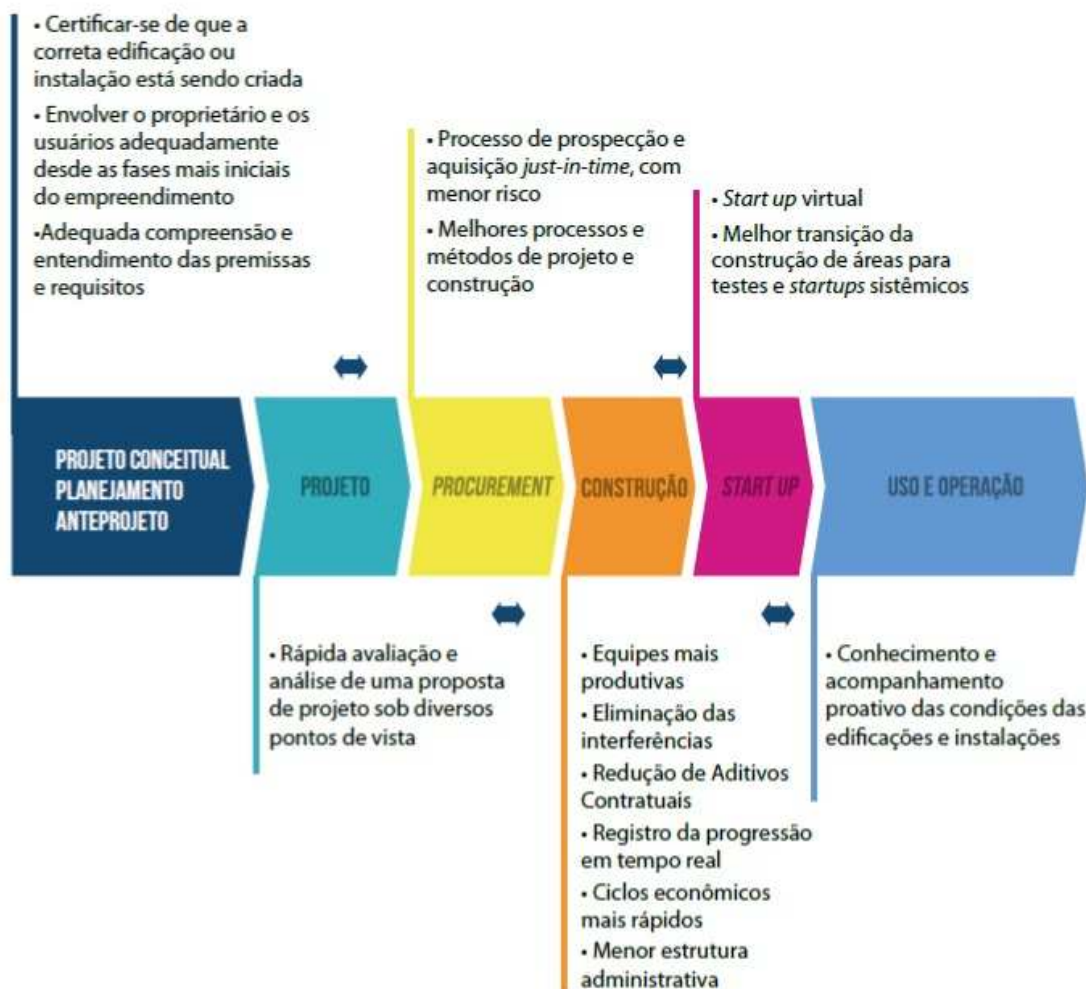 • Certificar-se de que a
correta edificação ou
instalação está sendo criada
• Envolver o proprietário e os
usuários adequadamente
desde as fases mais iniciais
do empreendimento
•Adequada compreensão e
entendimento das premissas
e requisitos
• Processo de prospecção e
aquisição just-in-time, com
menor risco
• Melhores processos e
métodos de projeto e
construção
• Start up virtual
• Melhor transição da
construção de áreas para
testes e startups sistêmicos
PROJETO CONCEITUAL
PLANEJAMENTO
ANTEPROJETO
PROJETO
PROCUREMENT
CONSTRUÇÃO
START UP
USO E OPERAÇÃO
• Rápida avaliação e
análise de uma proposta
de projeto sob diversos
pontos de vista
• Equipes mais
produtivas
• Eliminação das
interferências
• Redução de Aditivos
Contratuais
• Registro da progressão
em tempo real
• Ciclos econômicos
mais rápidos
• Menor estrutura
administrativa
• Conhecimento e
acompanhamento
proativo das condições das
edificações e instalações